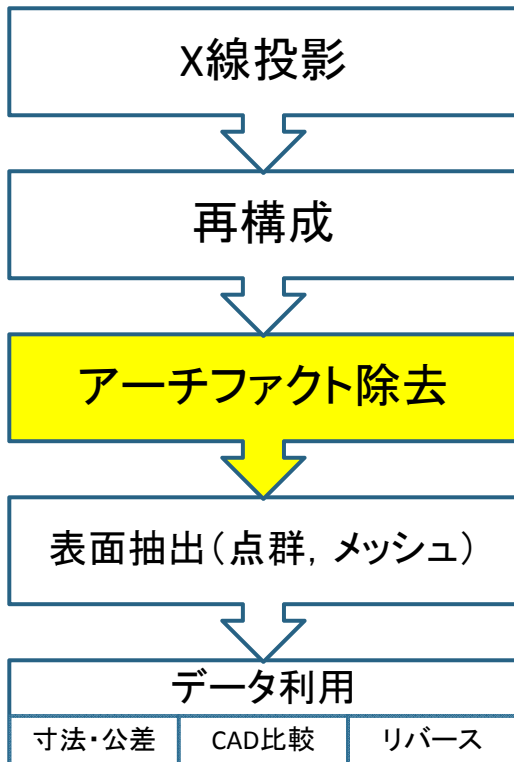 X線投影
再構成
アーチファクト除去
表面抽出（点群，メッシュ）
データ利用
寸法・公差
CAD比較
リバース